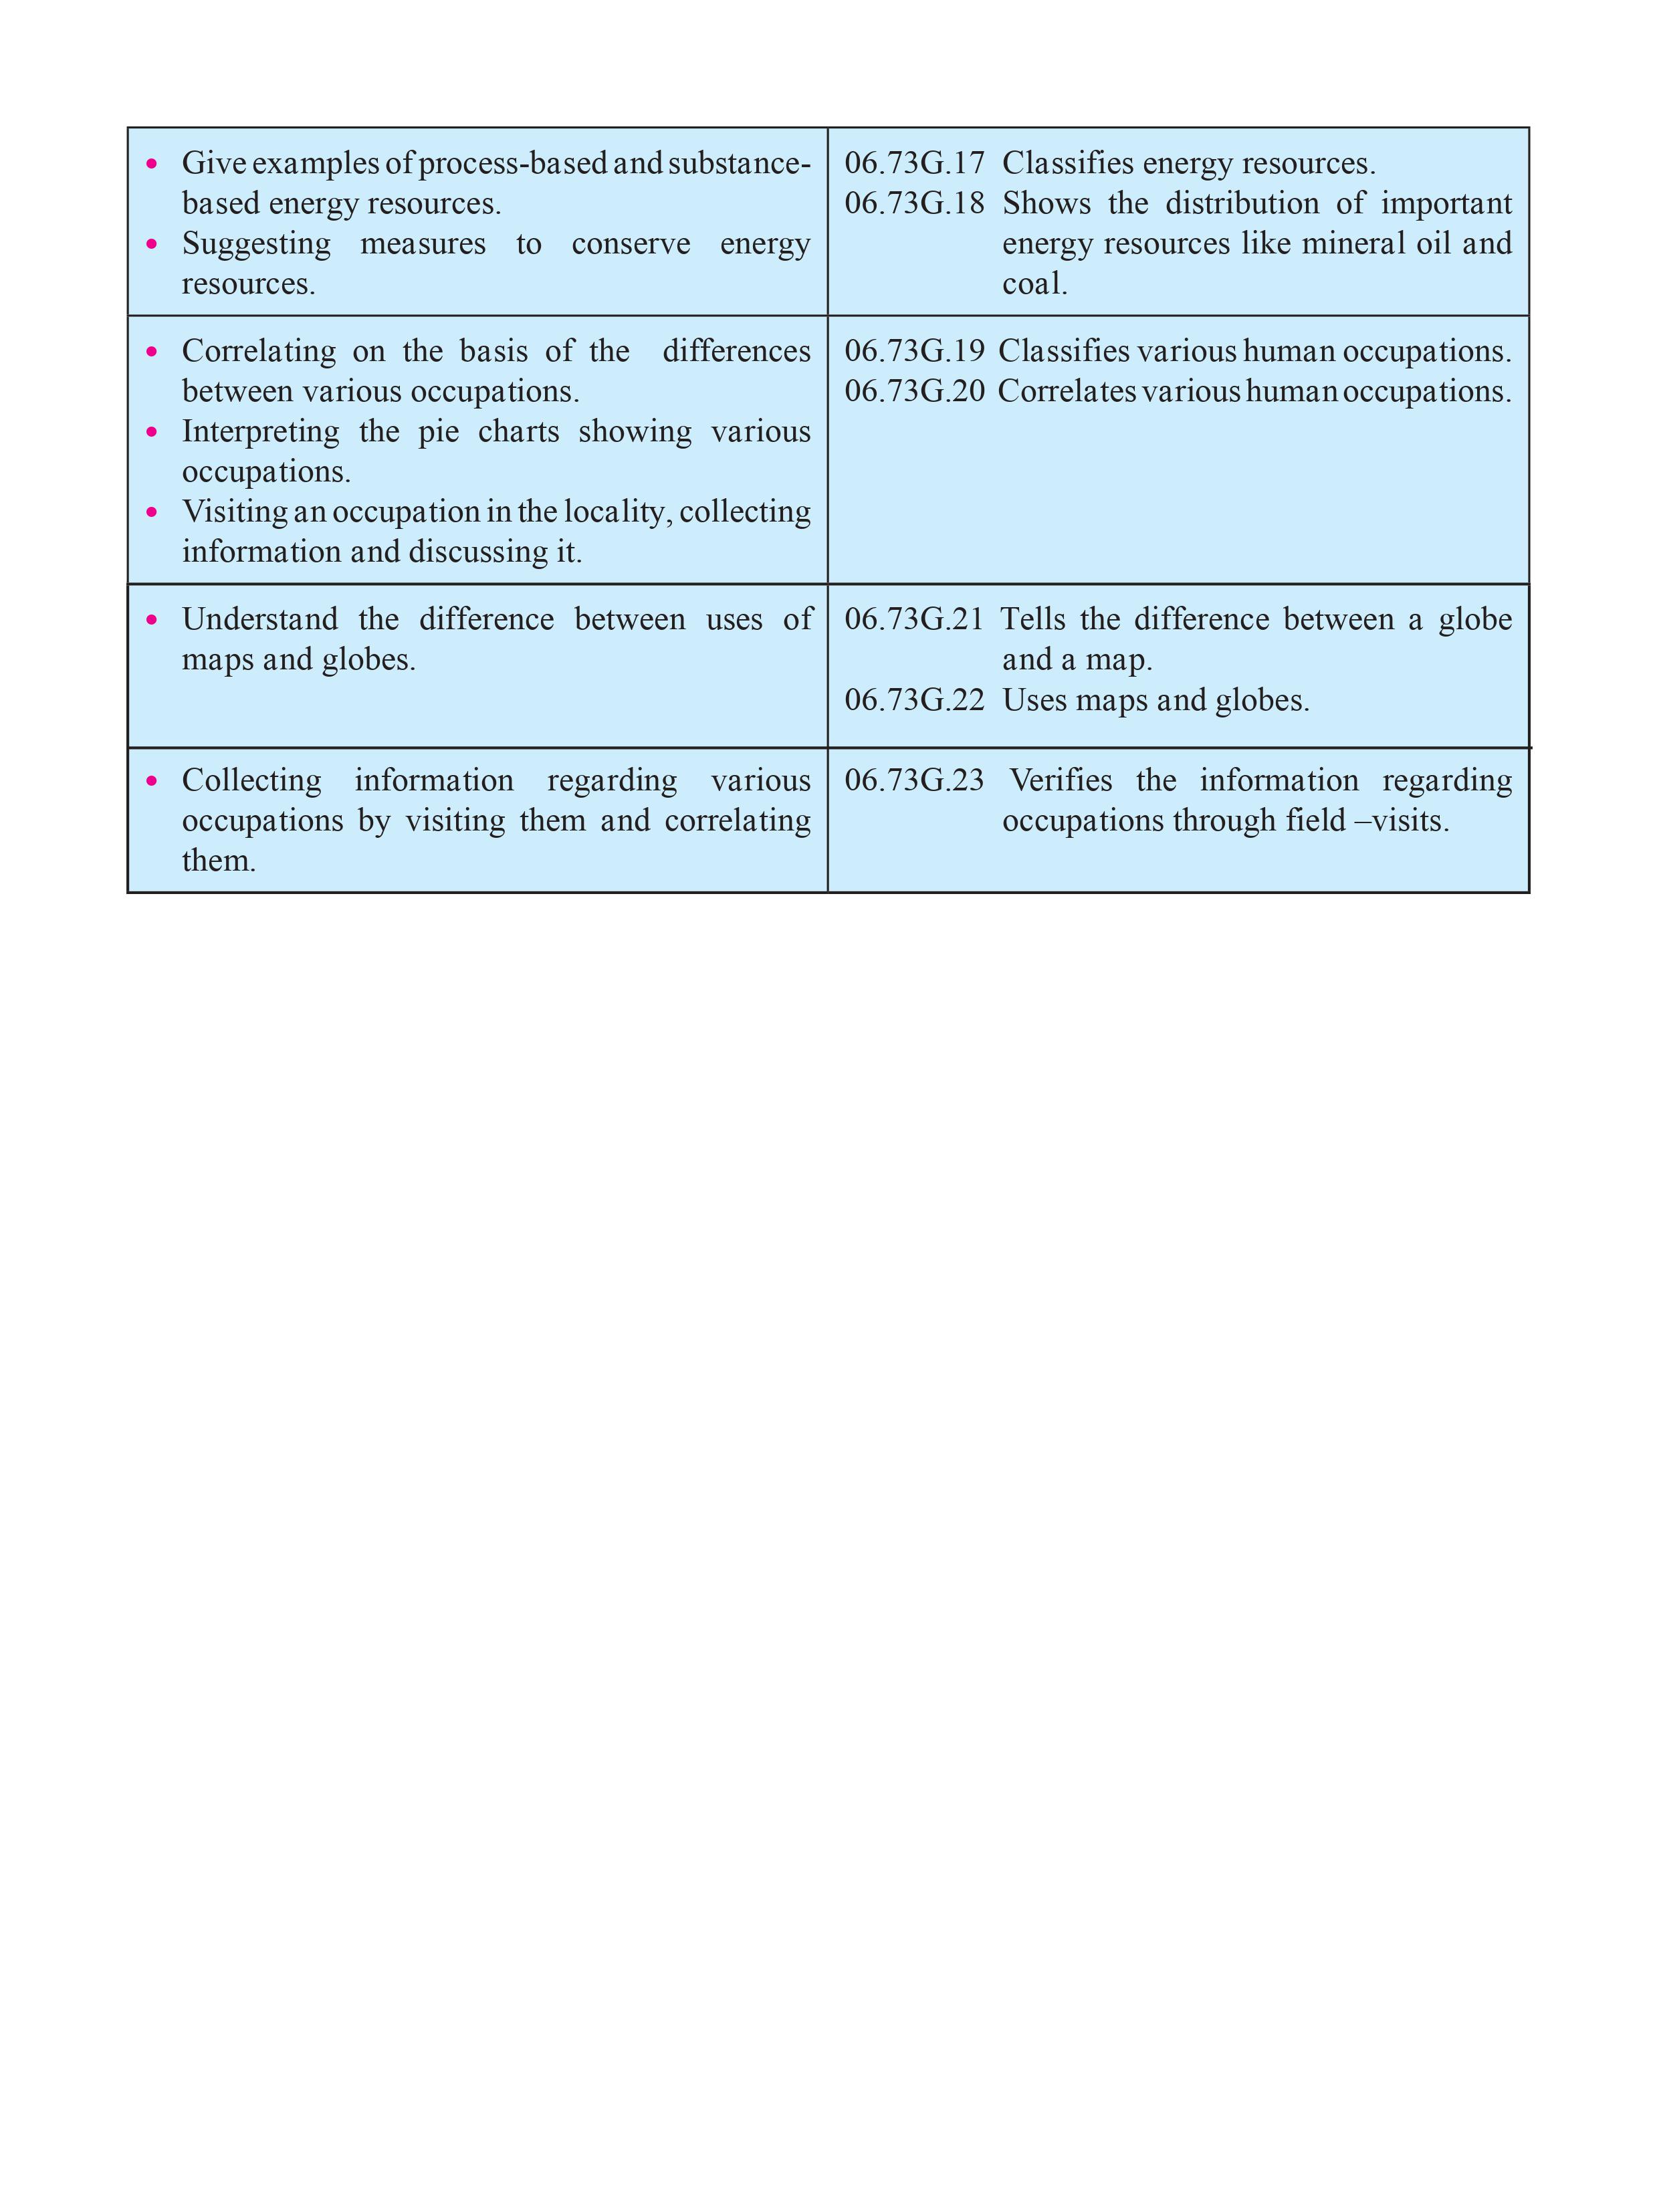 • Give examples of process-based and substance-
based energy resources.
• Suggesting measures to conserve energy
resources.
06.73G.17 Classifies energy resources.
06.73G.18 Shows the distribution of important
energy resources like mineral oil and
coal.
• Correlating on the basis of the differences
between various occupations.
• Interpreting the pie charts showing various
occupations.
• Visiting an occupation in the locality, collecting
information and discussing it.
06.73G.19 Classifies various human occupations.
06.73G.20 Correlates various human occupations.
• Understand the difference between uses of
maps and globes.
06.73G.21 Tells the difference between a globe
and a map.
06.73G.22 Uses maps and globes.
• Collecting information regarding various
occupations by visiting them and correlating
them.
06.73G.23 Verifies the information regarding
occupations through field –visits.